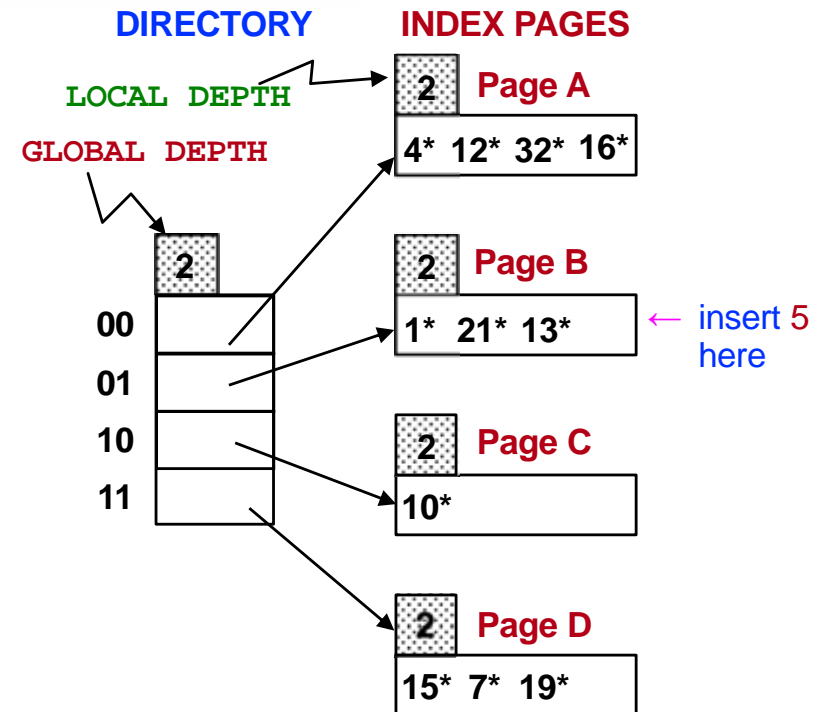 DIRECTORY
INDEX PAGES
LOCAL DEPTH
2
Page A
4* 12* 32* 16*
GLOBAL DEPTH
2
2
Page B
1* 21* 13*
← insert 5
here
00
01
10
11
2
Page C
10*
2
Page D
15* 7* 19*